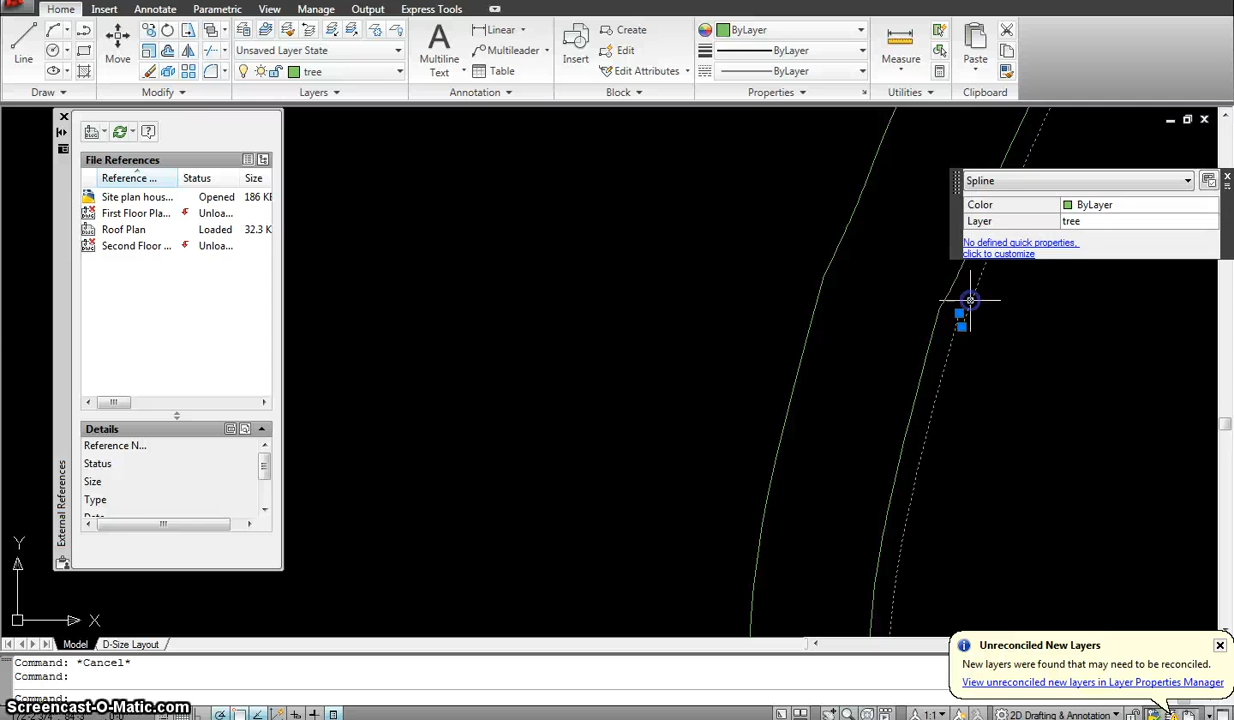 Home Insert Annotate Parametric View Manage Output Express Tools
Line
Move
Unsaved Layer State
tree
Multiline
Text
Linear
Multileader
Table
Insert
Create
Edit
Edit Attributes
ByLayer
ByLayer
ByLayer
Measure
Paste
Draw
Modify
Layers
Annotation
Block
Properties
Utilities
Clipboard
File References
Reference ... Status Size
Site plan hous... Opened 186 KB
First Floor Pla... Unloa...
Roof Plan Loaded 32.3 K
Second Floor ... Unloa...
Details
Reference N...
Status
Size
Type
External References
Spline
Color ByLayer
Layer tree
No defined quick properties,
click to customize
Y
X
Model D-Size Layout
Command: *Cancel*
Command:
Command:
Screencast-O-Matic.com
Unreconciled New Layers
New layers were found that may need to be reconciled.
View unreconciled new layers in Layer Properties Manager
1:1
2D Drafting & Annotation